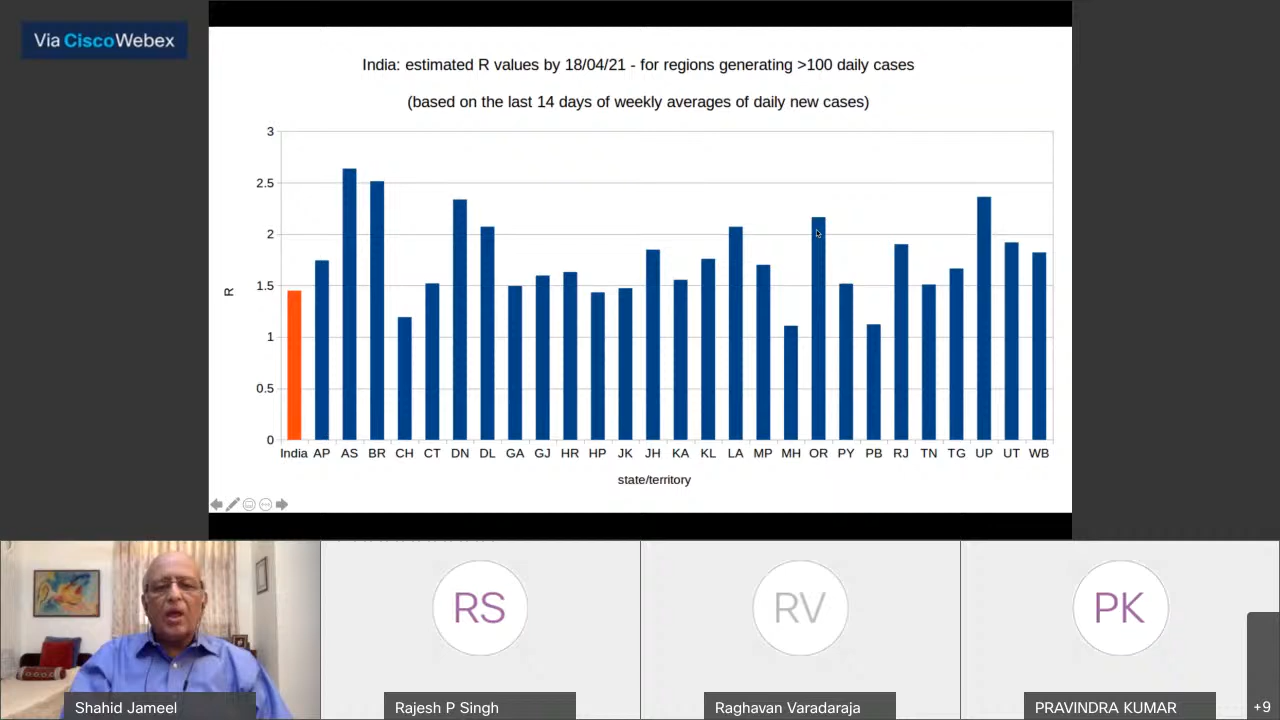 Via Cisco Webex
India: estimated R values by 18/04/21 - for regions generating >100 daily cases
(based on the last 14 days of weekly averages of daily new cases)
3
2.5
2
1.5
1
0.5
0
R
India AP AS BR CH CT DN DL GA GJ HR HP JK JH KA KL LA MP MH OR PY PB RJ TN TG UP UT WB
state/territory
RS
RV
PK
Shahid Jameel
Rajesh P Singh
Raghavan Varadaraja
PRAVINDRA KUMAR
+9